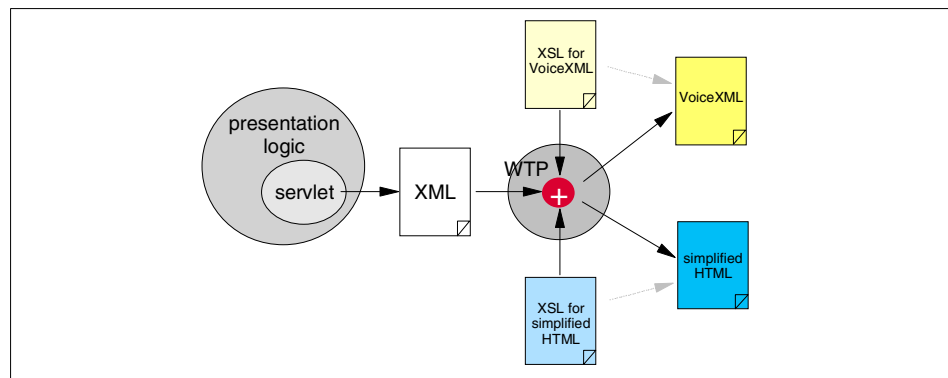 XSL for
VoiceXML
VoiceXML
presentation
logic
servlet
XML
WTP
+
simplified
HTML
XSL for
simplified
HTML